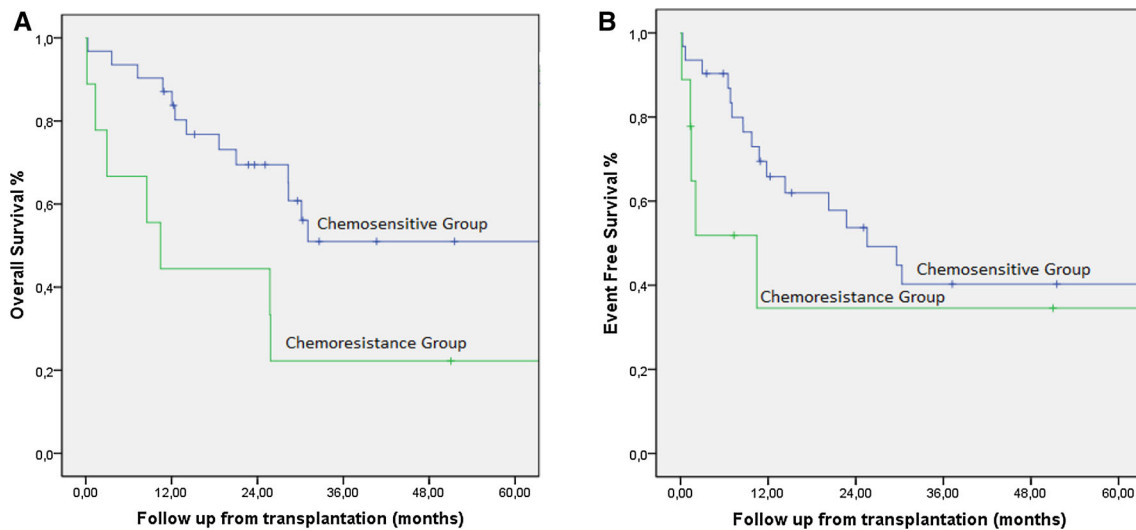 A
Overall Survival %
1,0
0,8
0,6
0,4
0,2
0,0
Chemosensitive Group
Chemoresistance Group
0,00 12,00 24,00 36,00 48,00 60,00
Follow up from transplantation (months)
B
Event Free Survival %
1,0
0,8
0,6
0,4
0,2
0,0
Chemosensitive Group
Chemoresistance Group
0,00 12,00 24,00 36,00 48,00 60,00
Follow up from transplantation (months)